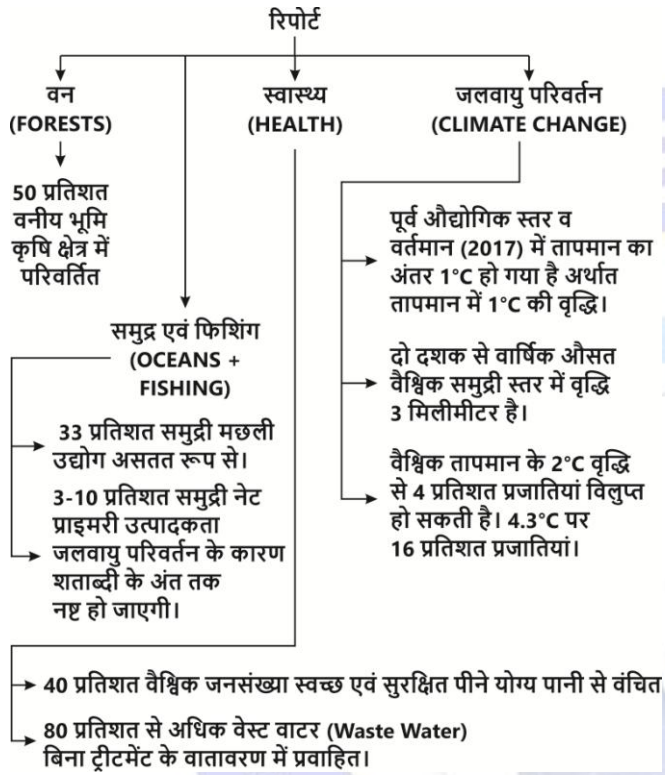 रिपोर्ट
वन
(FORESTS)
50 प्रतिशत
वनीय भूमि
कृषि क्षेत्र में
परिवर्तित
समुद्र एवं फिशिंग
(OCEANS +
FISHING)
33 प्रतिशत समुद्री मछली
उद्योग असतत रूप से।
3-10 प्रतिशत समुद्री नेट
प्राइमरी उत्पादकता
जलवायु परिवर्तन के कारण
शताब्दी के अंत तक
नष्ट हो जाएगी।
स्वास्थ्य
(HEALTH)
जलवायु परिवर्तन
(CLIMATE CHANGE)
पूर्व औद्योगिक स्तर व
वर्तमान (2017) में तापमान का
अंतर 1°C हो गया है अर्थात
तापमान में 1°C की वृद्धि।
दो दशक से वार्षिक औसत
वैश्विक समुद्री स्तर में वृद्धि
3 मिलीमीटर है।
वैश्विक तापमान के 2°C वृद्धि
से 4 प्रतिशत प्रजातियां विलुप्त
हो सकती है। 4.3°C पर
16 प्रतिशत प्रजातियां।
40 प्रतिशत वैश्विक जनसंख्या स्वच्छ एवं सुरक्षित पीने योग्य पानी से वंचित
80 प्रतिशत से अधिक वेस्ट वाटर (Waste Water)
बिना ट्रीटमेंट के वातावरण में प्रवाहित।